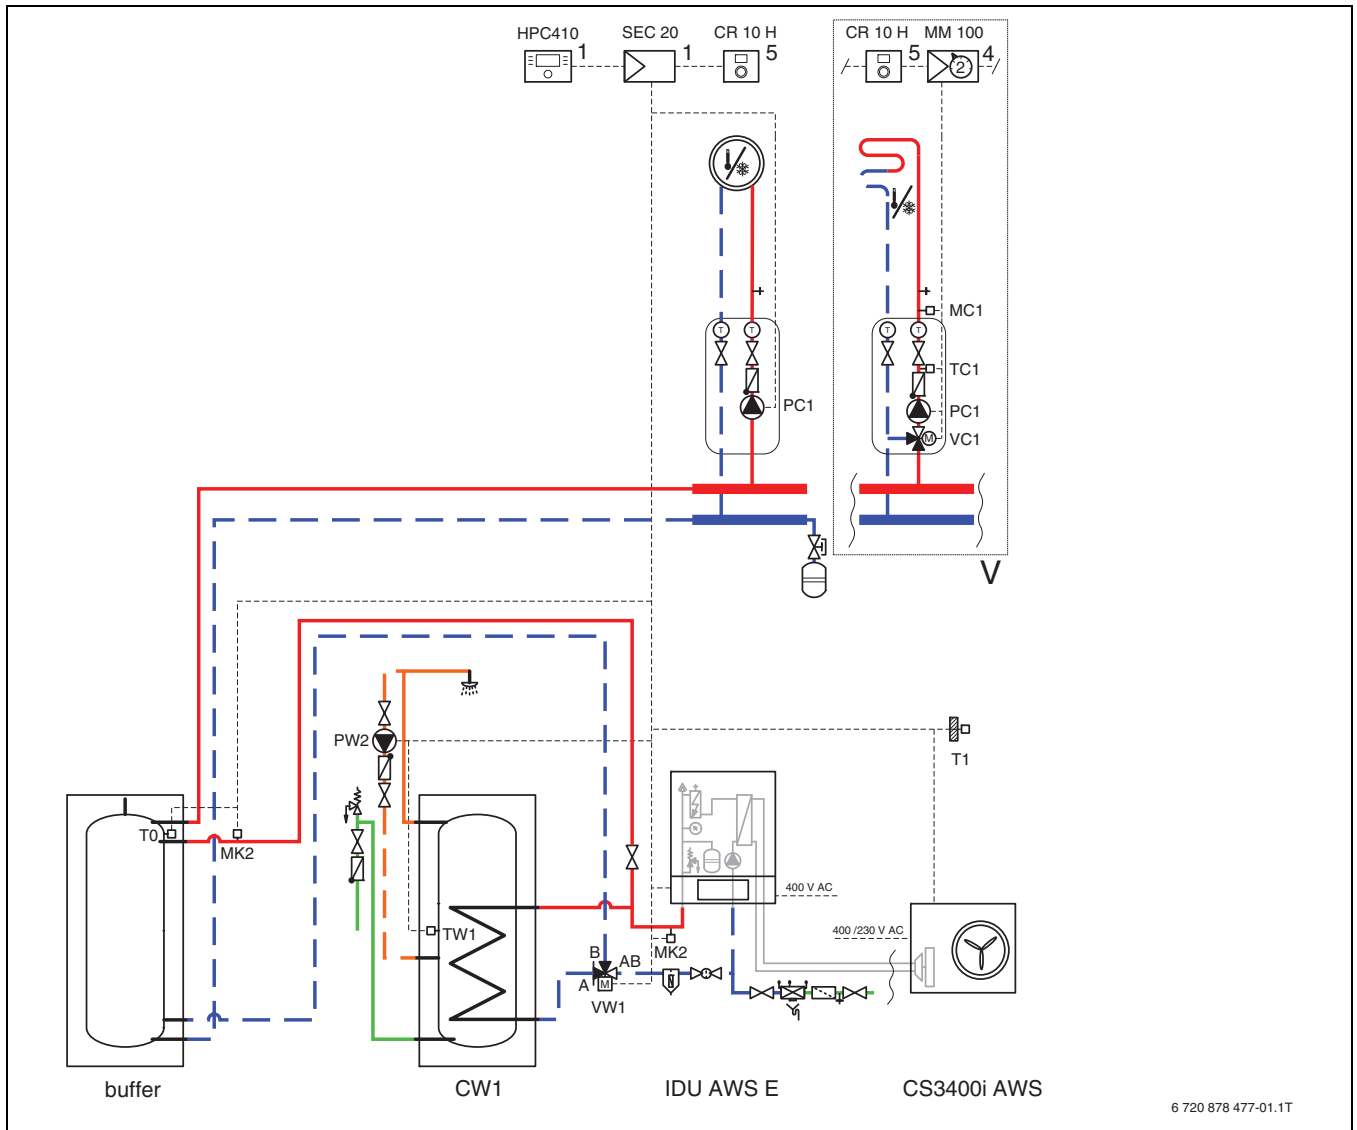 HPC410 SEC 20 CR 10 H CR 10 H MM 100
1 1 5 5 4
2
T T T T
MC1
TC1
PC1 PC1
M VC1
V
PW2
T1
T0
MK2
400 V AC
TW1
400 /230 V AC
B AB MK2
A M
VW1
buffer CW1 IDU AWS E CS3400i AWS
6 720 878 477-01.1T